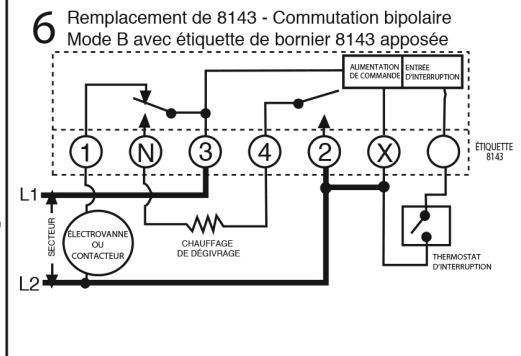 6 Remplacement de 8143 - Commutation bipolaire
Mode B avec étiquette de bornier 8143 apposée
ALIMENTATION
DE COMMANDE
ENTRÉE
D'INTERRUPTION
1 N 3 4 2 X
ÉTIQUETTE
8143
L1
SECTEUR
ÉLECTROVANNE
OU
CONTACTEUR
CHAUFFAGE
DE DÉGIVRAGE
THERMOSTAT
D'INTERRUPTION
L2